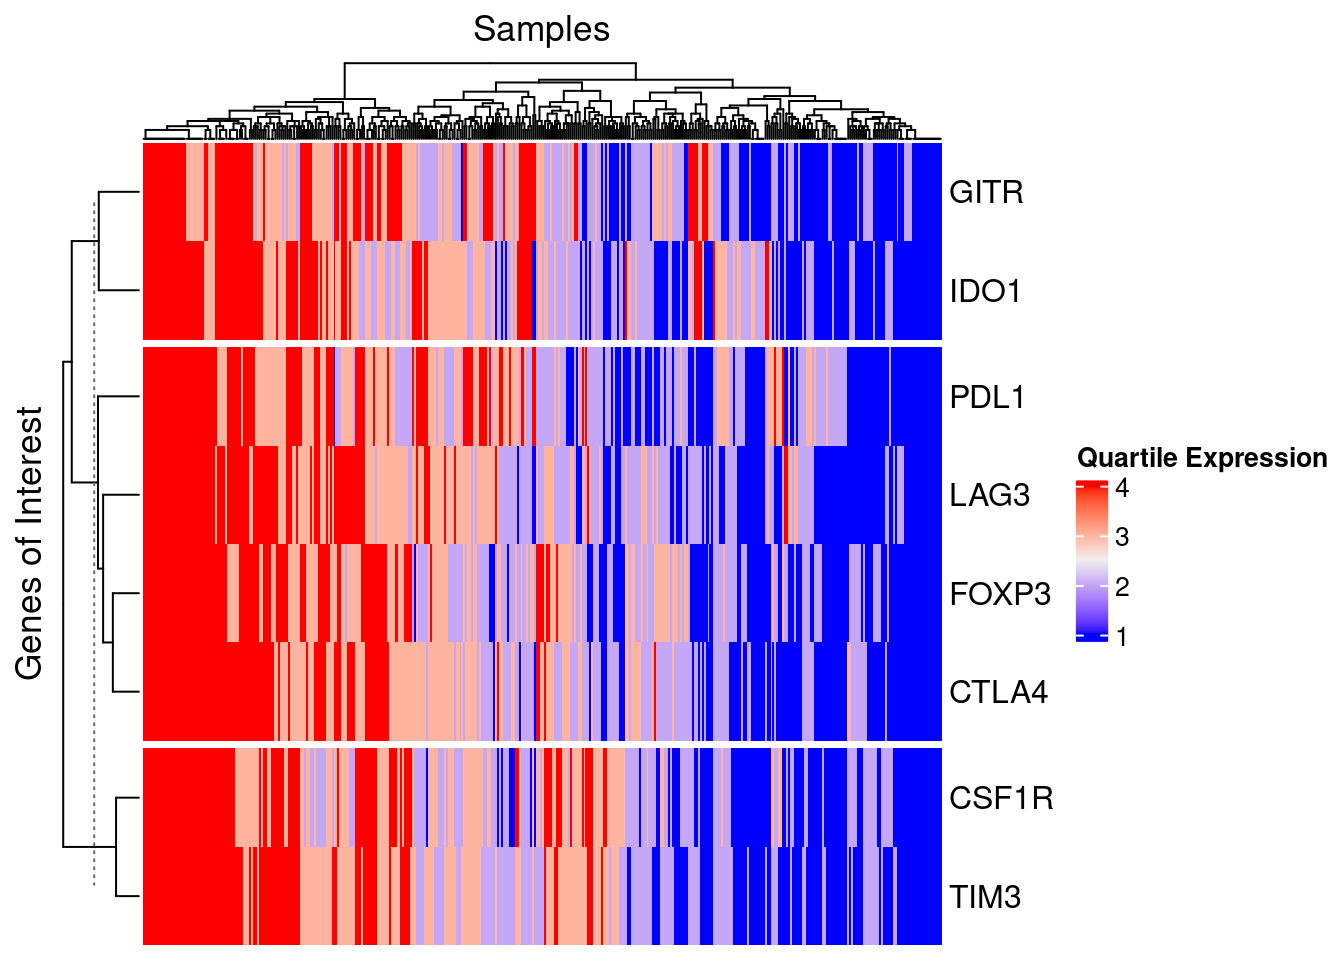 Samples
Genes of Interest
GITR
IDO1
PDL1
LAG3
FOXP3
CTLA4
CSF1R
TIM3
Quartile Expression
4
3
2
1